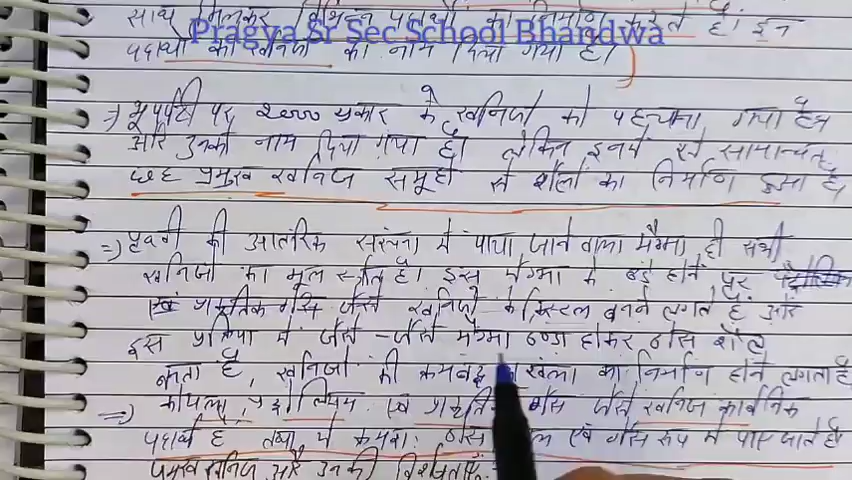 साथ मिलकर विभिन्न पदार्थों का निर्माण करते है। इन
Pragya Sr Sec School Bhandwa
पदार्थों को खनिजों का नाम दिया गया है।
⇒ भूपर्पटी पर 2000 प्रकार के खनिजों को पहचाना गया है
और उनको नाम दिया गया है। लेकिन इनमें से सामान्यतः
छह प्रमुख खनिज समूहों से शैलों का निर्माण हुआ है।
⇒ पृथ्वी की आंतरिक संरचना में पाया जाने वाला मैग्मा ही सभी
खनिजों का मूल स्त्रोत है। इस मैग्मा के ठंडे होने पर
खनिजों के क्रिस्टल बनने लगते है और
इस प्रक्रिया में जैसे-जैसे मैग्मा ठण्डा होकर ठोस शैल
बनता है, खनिजों की क्रमबद्ध का निर्माण होने लगता है
⇒ कोयला, पेट्रोलियम एवं प्राकृतिक गैस जैसे खनिज कार्बनिक
पदार्थ है तथा ये क्रमशः ठोस एवं गैस रूप में पाए जाते है।
प्रमुख खनिज और उनकी विशेषताएं:-